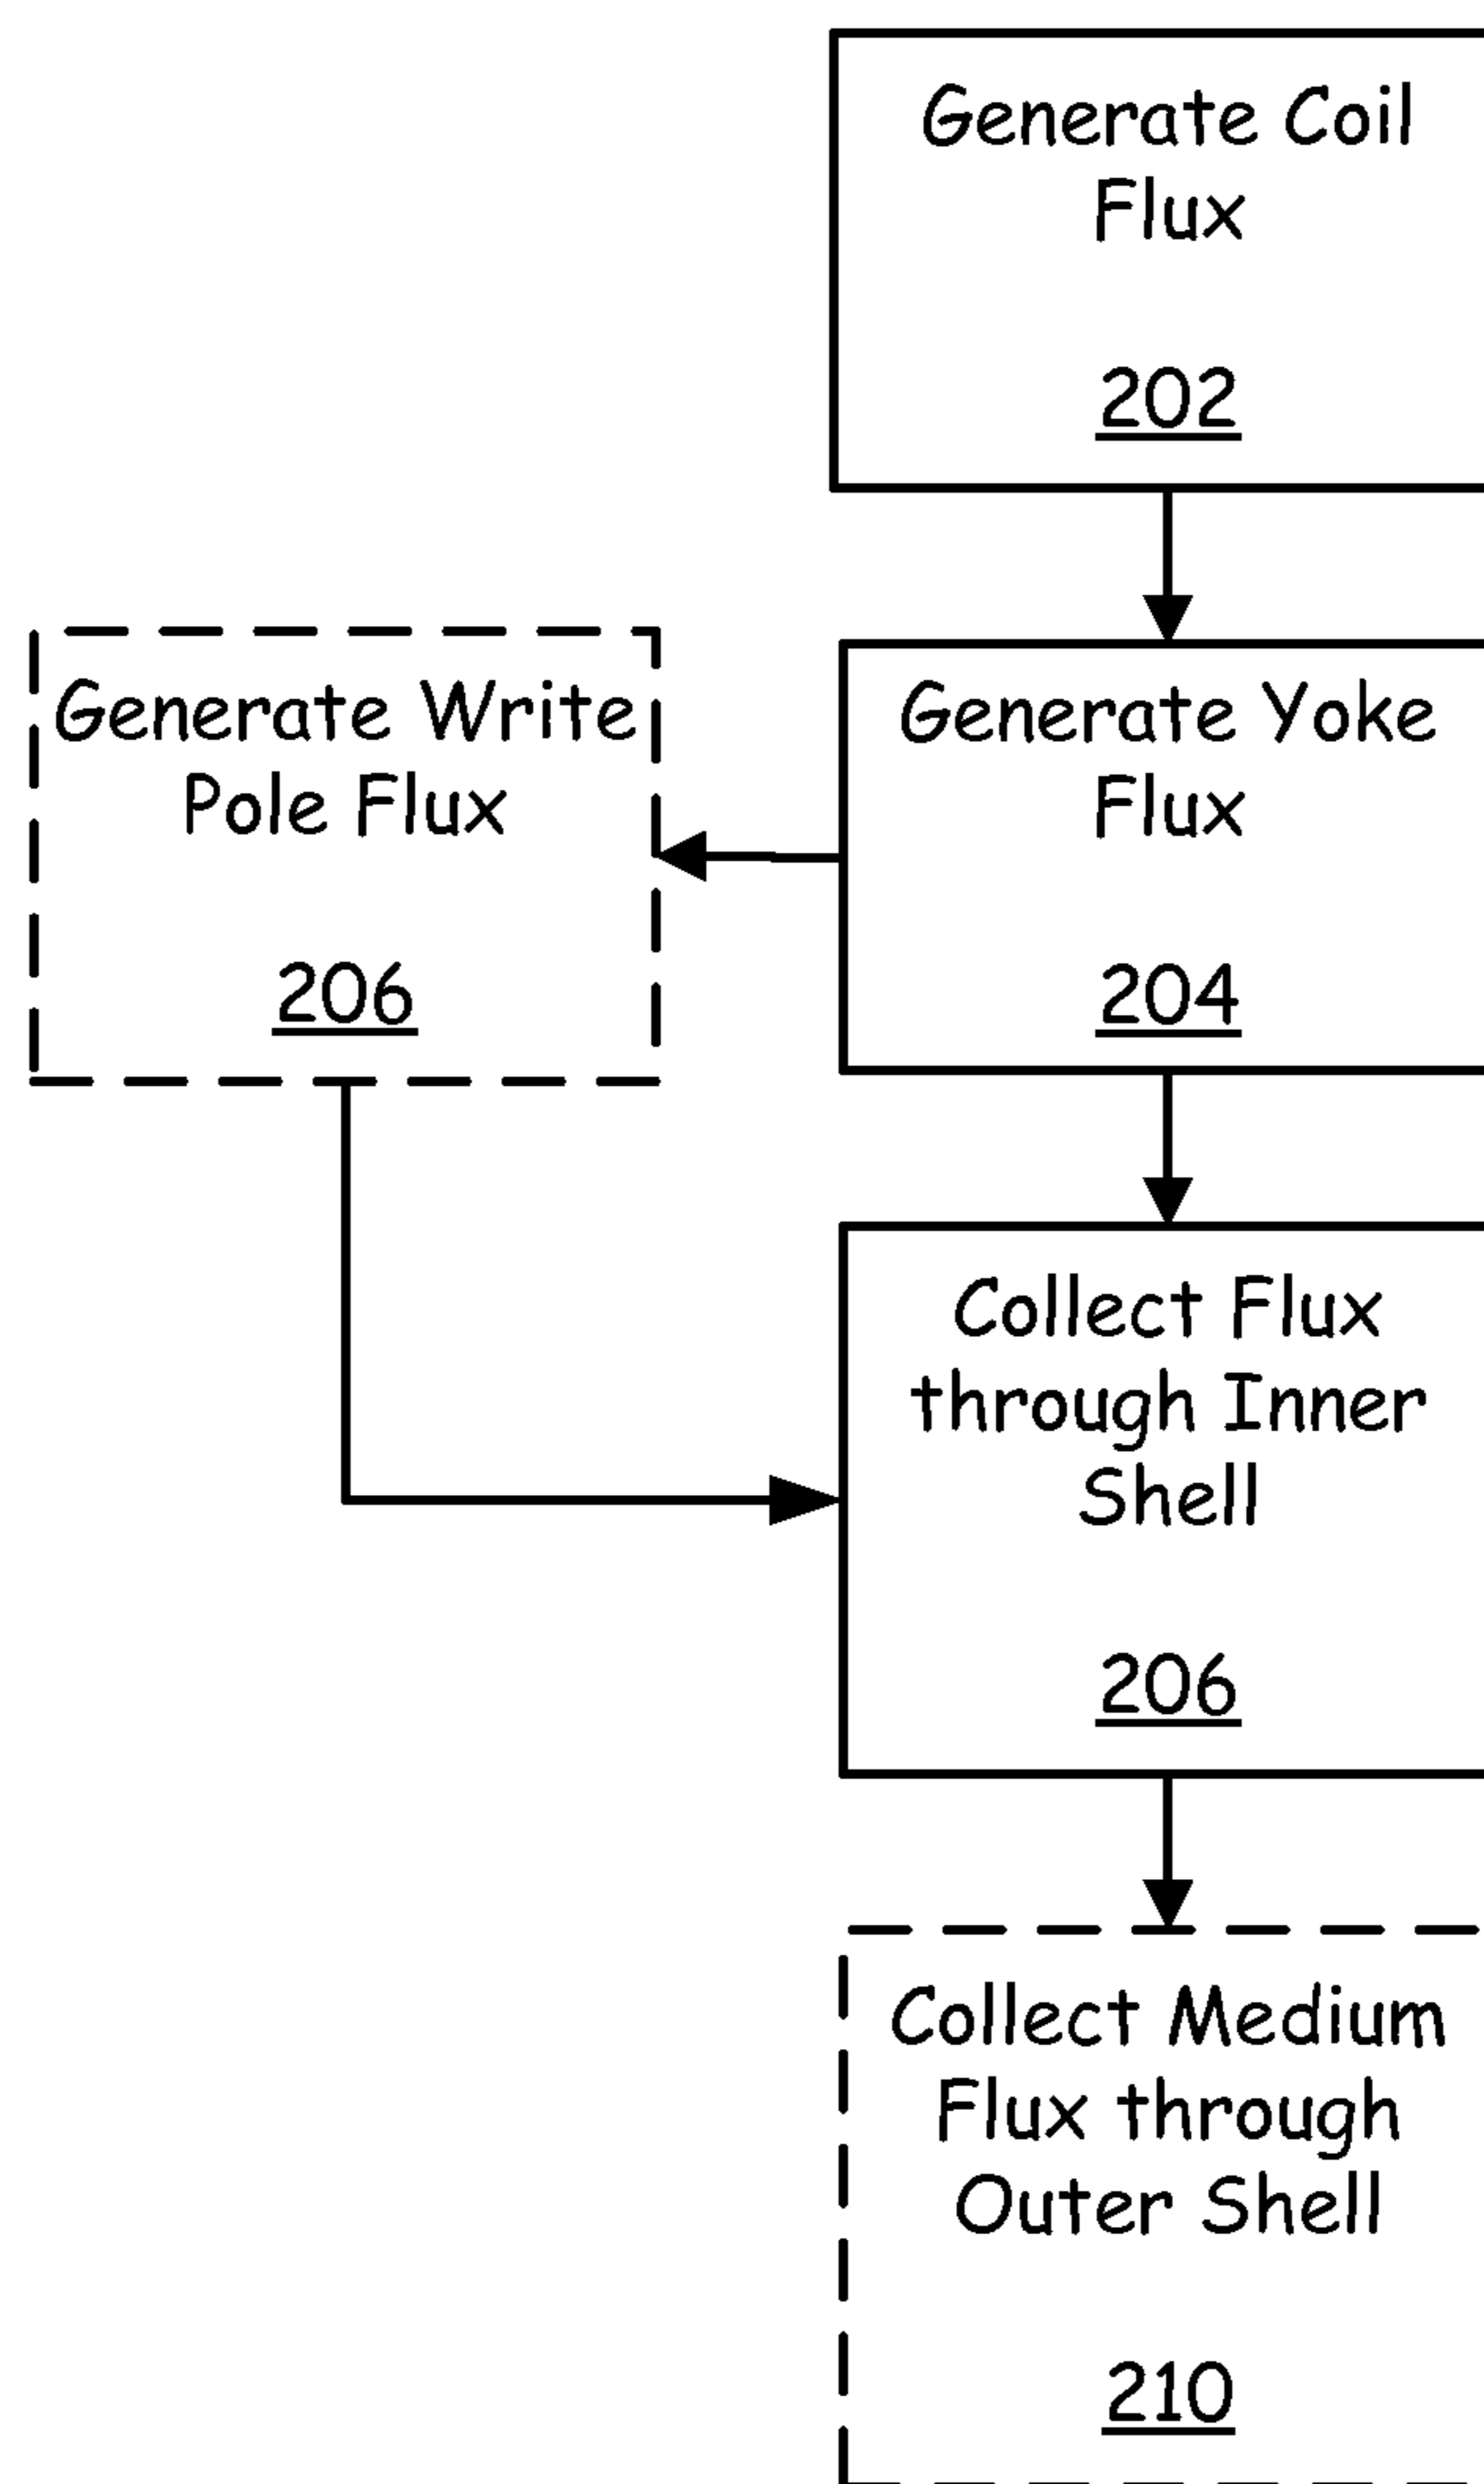 Generate Coil
Flux
202
Generate Write
Pole Flux
206
Generate Yoke
Flux
204
Collect Flux
through Inner
Shell
206
Collect Medium
Flux through
Outer Shell
210